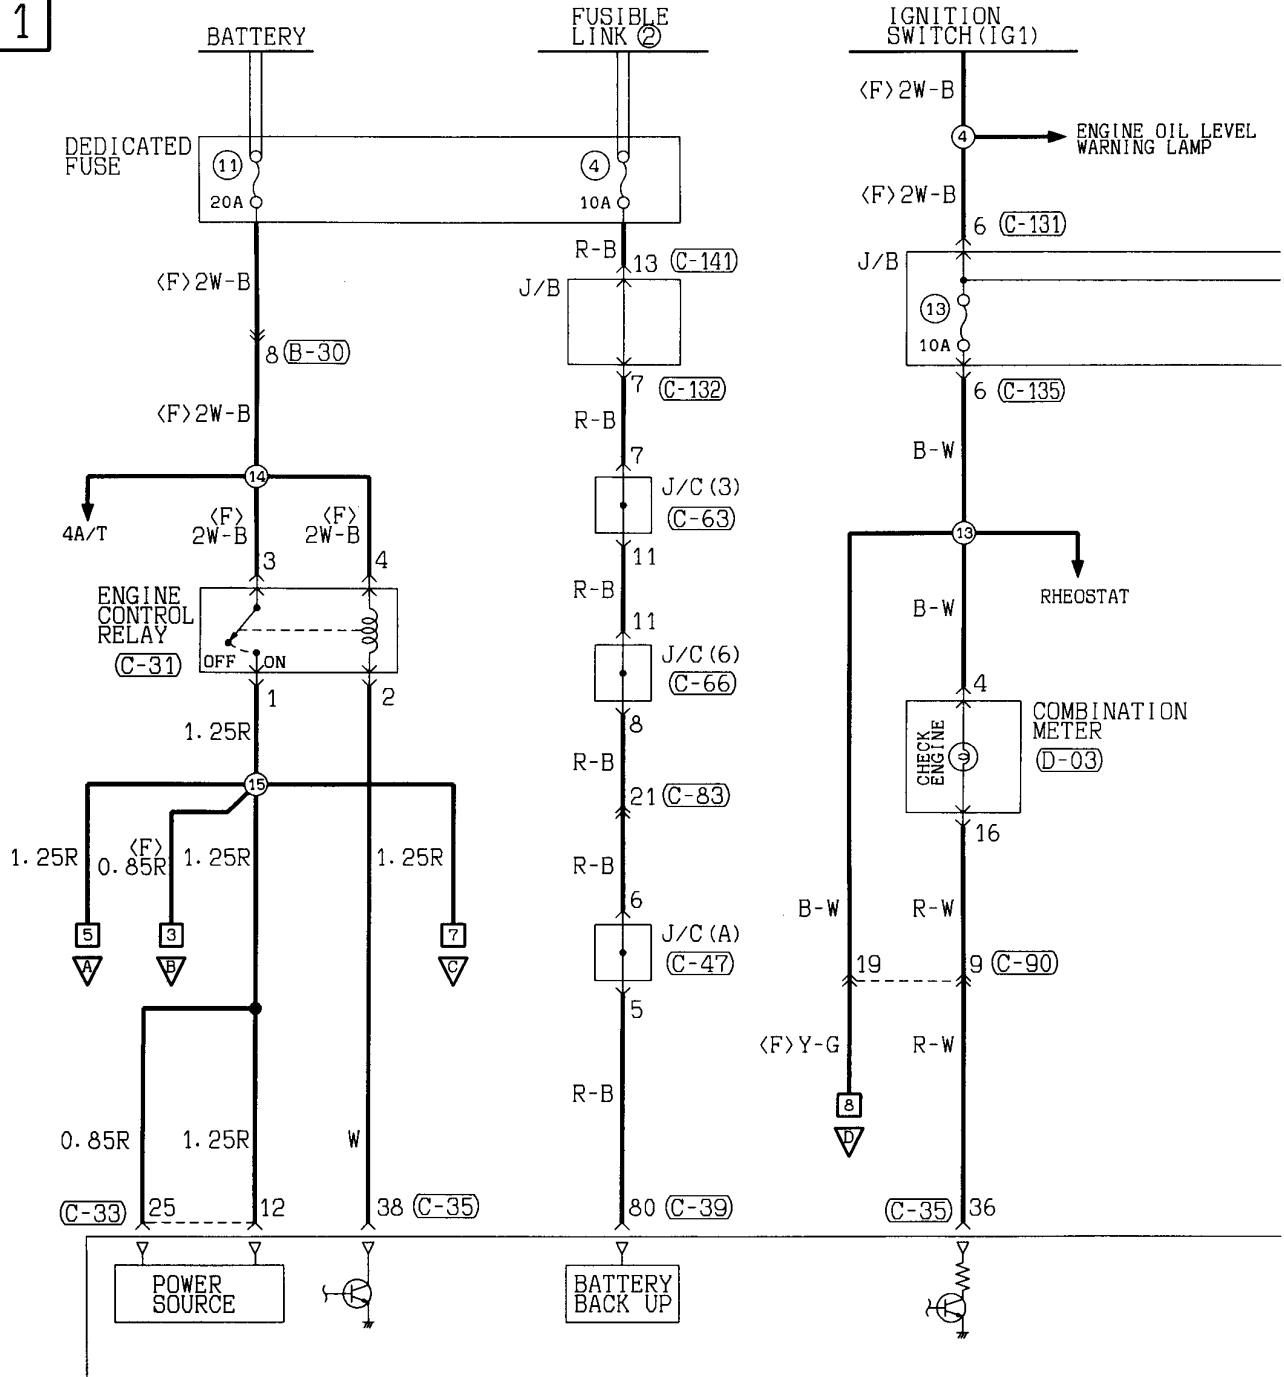 1
BATTERY
FUSIBLE
LINK ②
IGNITION
SWITCH(IG1)
<F>2W-B
4
ENGINE OIL LEVEL
WARNING LAMP
DEDICATED
FUSE
11
20A
4
10A
<F>2W-B
6 C-131
R-B
13 C-141
J/B
J/B
<F>2W-B
13
10A
8 B-30
7 C-132
6 C-135
<F>2W-B
R-B
B-W
7
14
J/C(3)
C-63
4A/T
<F>
2W-B
<F>
2W-B
13
3
4
11
ENGINE
CONTROL
RELAY
C-31
OFF
ON
R-B
RHEOSTAT
B-W
11
J/C(6)
C-66
1
2
4
8
1.25R
COMBINATION
METER
D-03
CHECK
ENGINE
R-B
15
21 C-83
16
1.25R
<F>
0.85R
1.25R
1.25R
R-B
6
B-W
R-W
5
3
7
J/C(A)
C-47
A
B
C
19
9 C-90
5
<F>Y-G
R-W
R-B
8
D
0.85R
1.25R
W
C-33 25
12
38 C-35
80 C-39
C-35 36
POWER
SOURCE
BATTERY
BACK UP